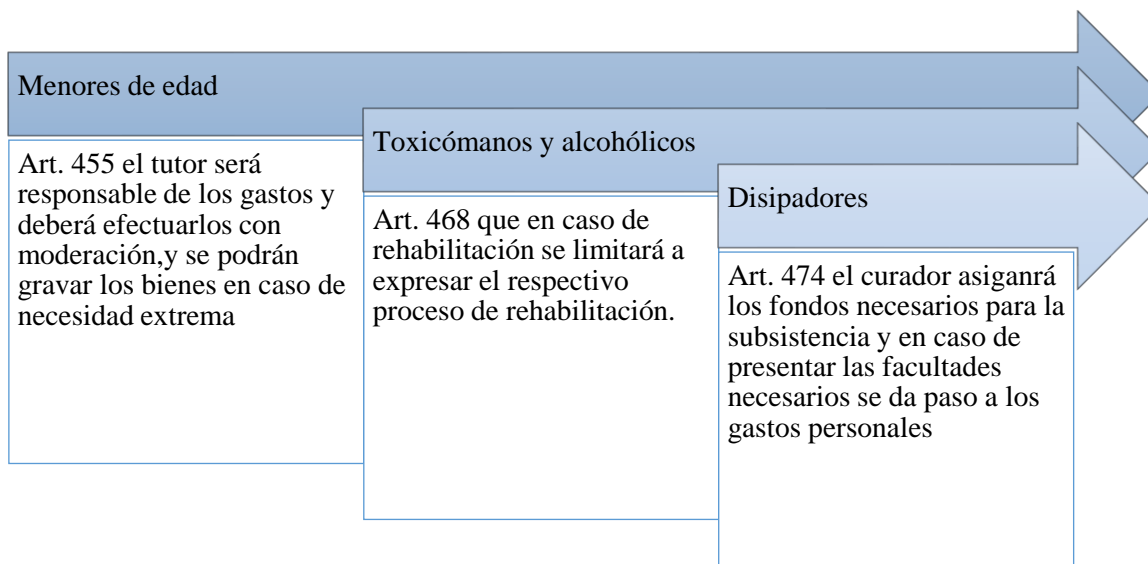 Menores de edad
Art. 455 el tutor será
responsable de los gastos y
deberá efectuarlos con
moderación,y se podrán
gravar los bienes en caso de
necesidad extrema
Toxicómanos y alcohólicos
Art. 468 que en caso de
rehabilitación se limitará a
expresar el respectivo
proceso de rehabilitación.
Disipadores
Art. 474 el curador asiganrá
los fondos necesarios para la
subsistencia y en caso de
presentar las facultades
necesarios se da paso a los
gastos personales